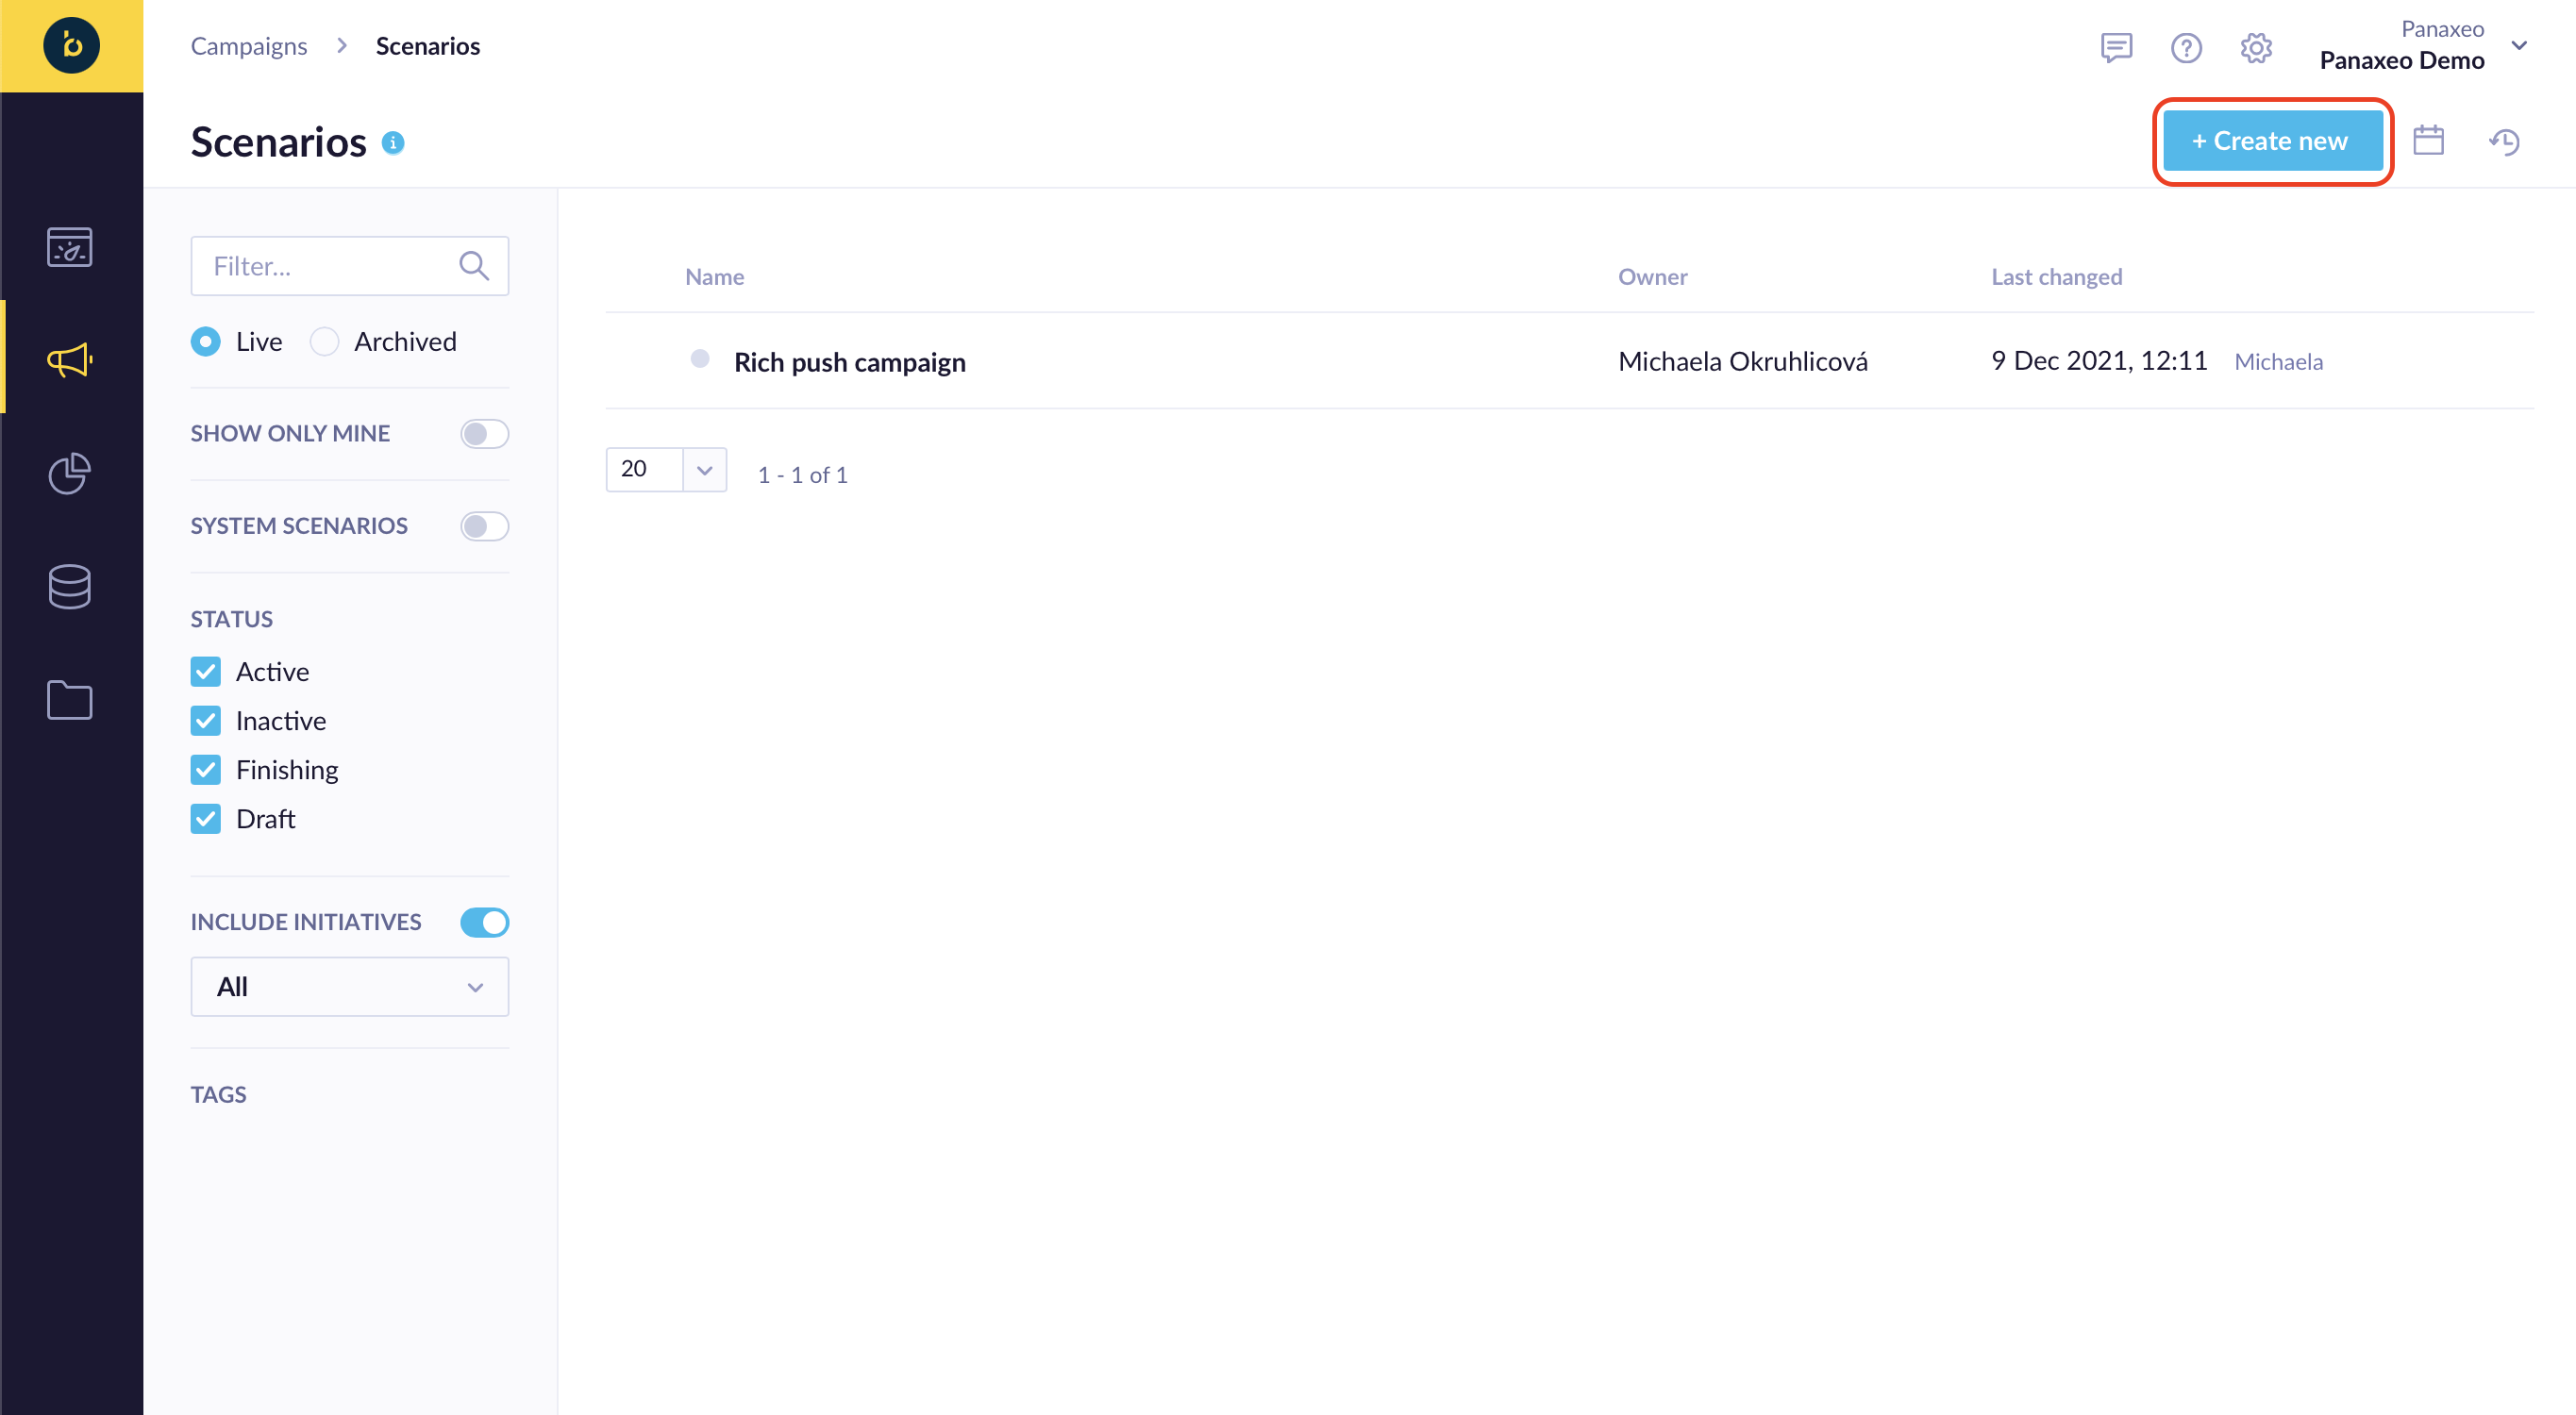 Campaigns > Scenarios
Panaxeo
Panaxeo Demo
Scenarios
+ Create new
Filter...
Live
Archived
SHOW ONLY MINE
SYSTEM SCENARIOS
STATUS
Active
Inactive
Finishing
Draft
INCLUDE INITIATIVES
All
TAGS
Name Owner Last changed
Rich push campaign Michaela Okruhlicová 9 Dec 2021, 12:11 Michaela
20 1 - 1 of 1